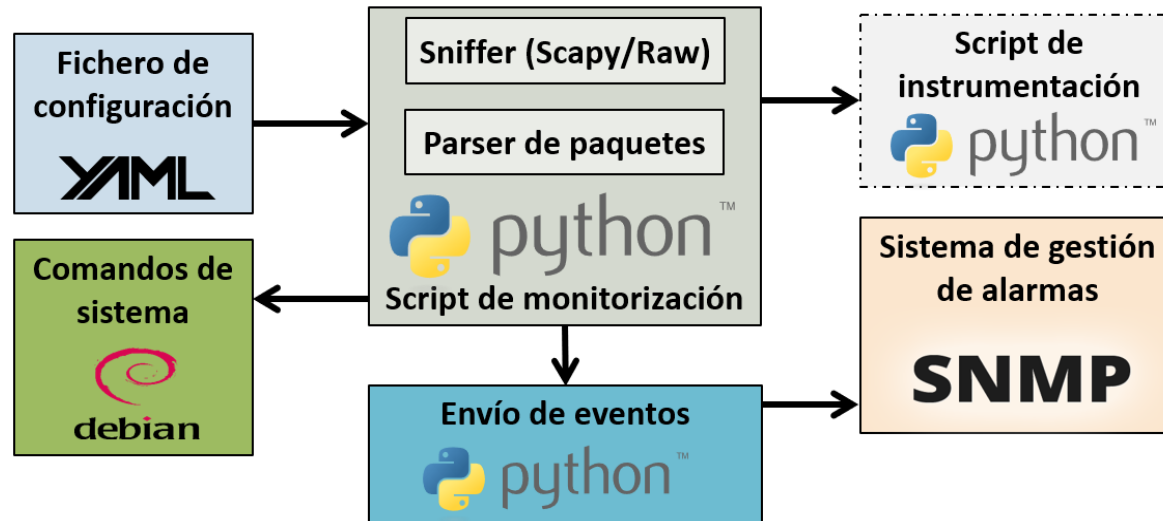 Fichero de
configuración
YAML
Comandos de
sistema
debian
Sniffer (Scapy/Raw)
Parser de paquetes
python™
Script de monitorización
Envío de eventos
python™
Script de
instrumentación
python™
Sistema de gestión
de alarmas
SNMP